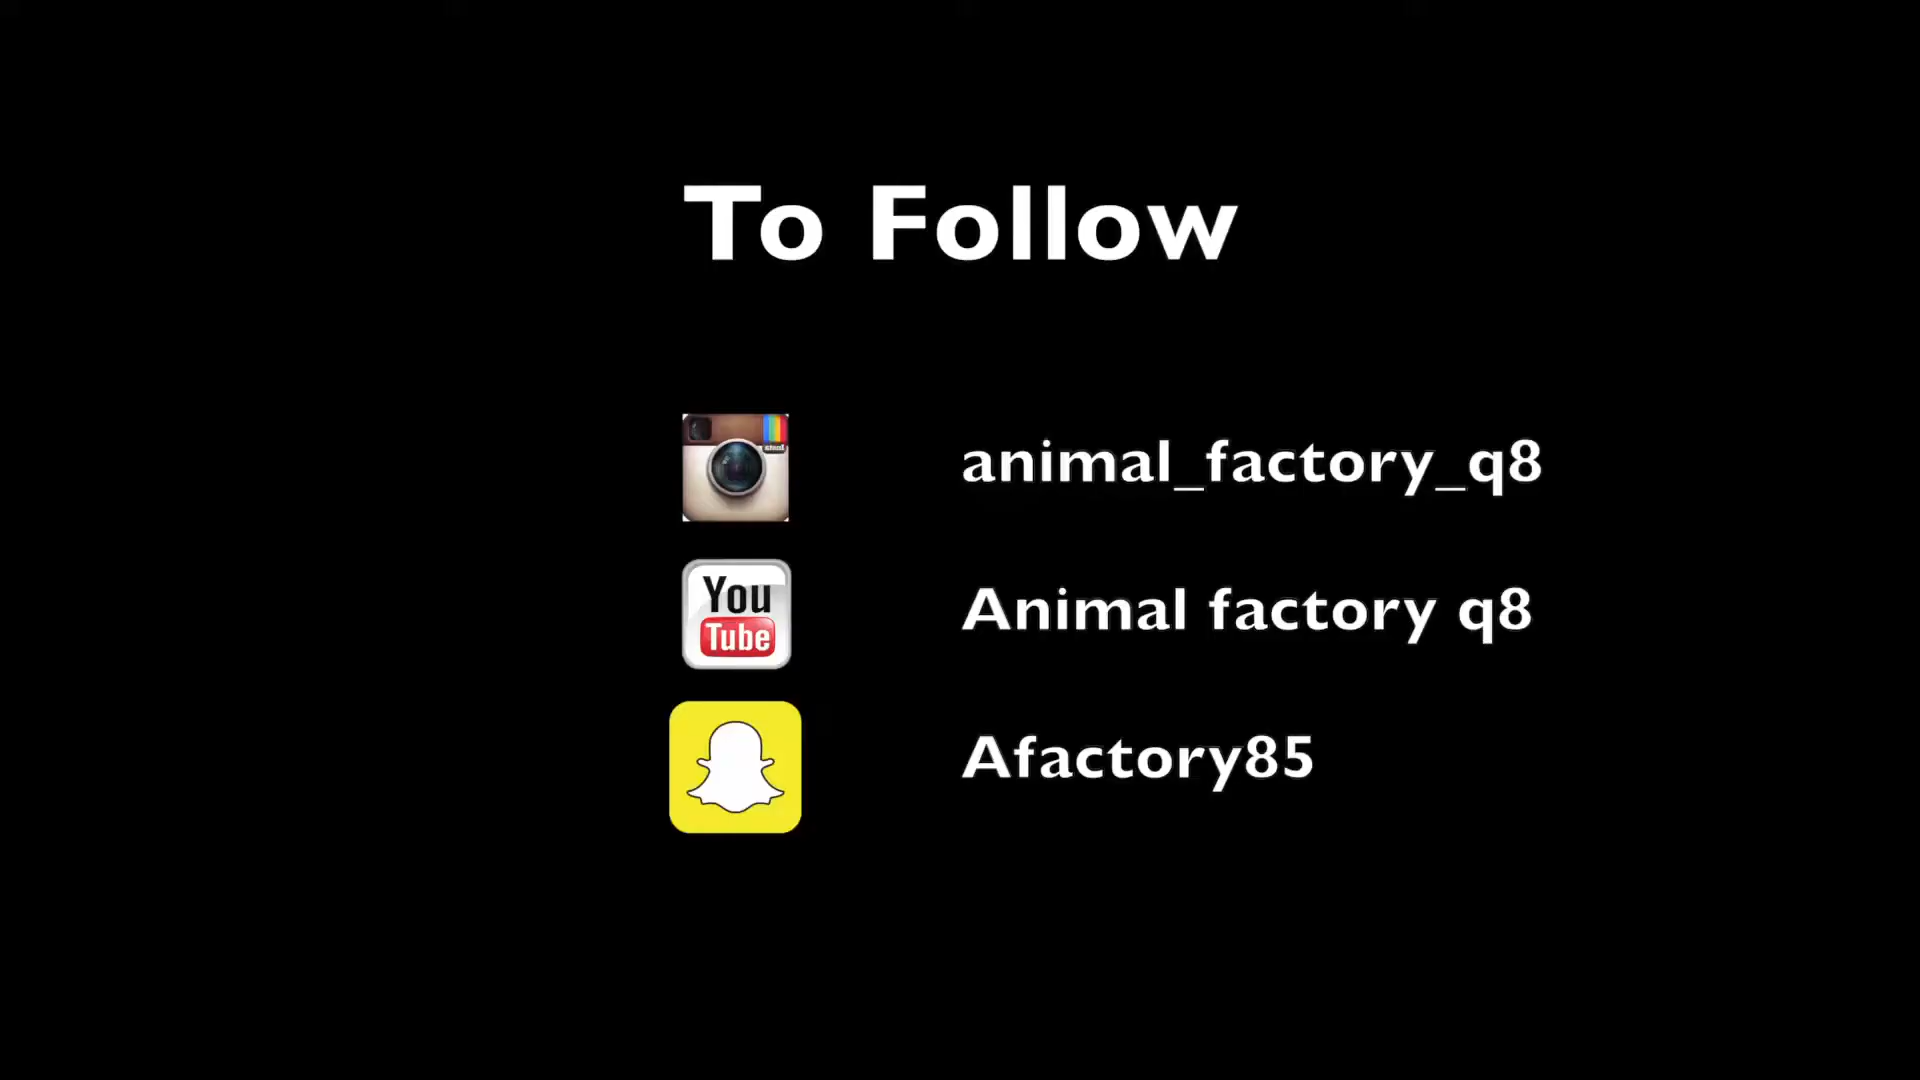 To Follow
animal_factory_q8
You
Tube
Animal factory q8
Afactory85